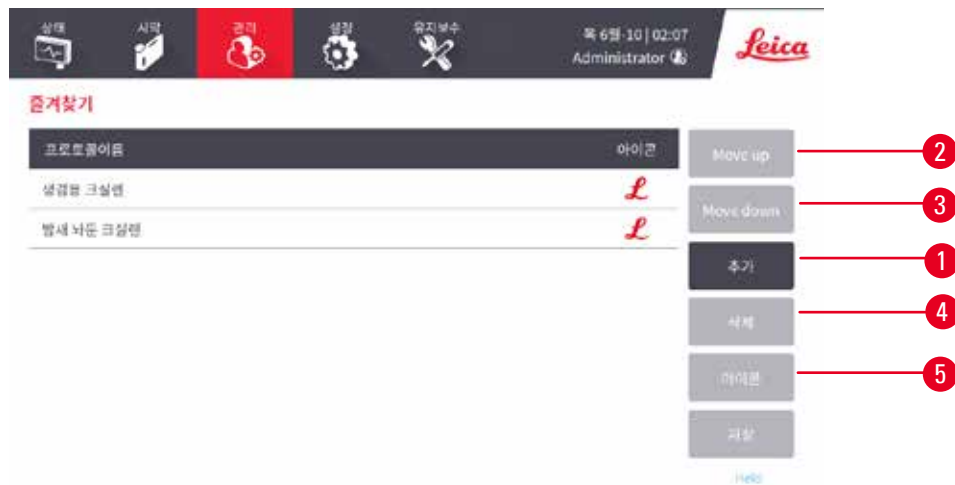 상태 시약 관리 설정 유지보수
목 6월-10 | 02:07
Administrator
Leica
즐겨찾기
프로토콜이름 아이콘
Move up
2
생검용 크실렌
Move down
3
밤새 놔둔 크실렌
추가
1
삭제
4
아이콘
5
저장
Help